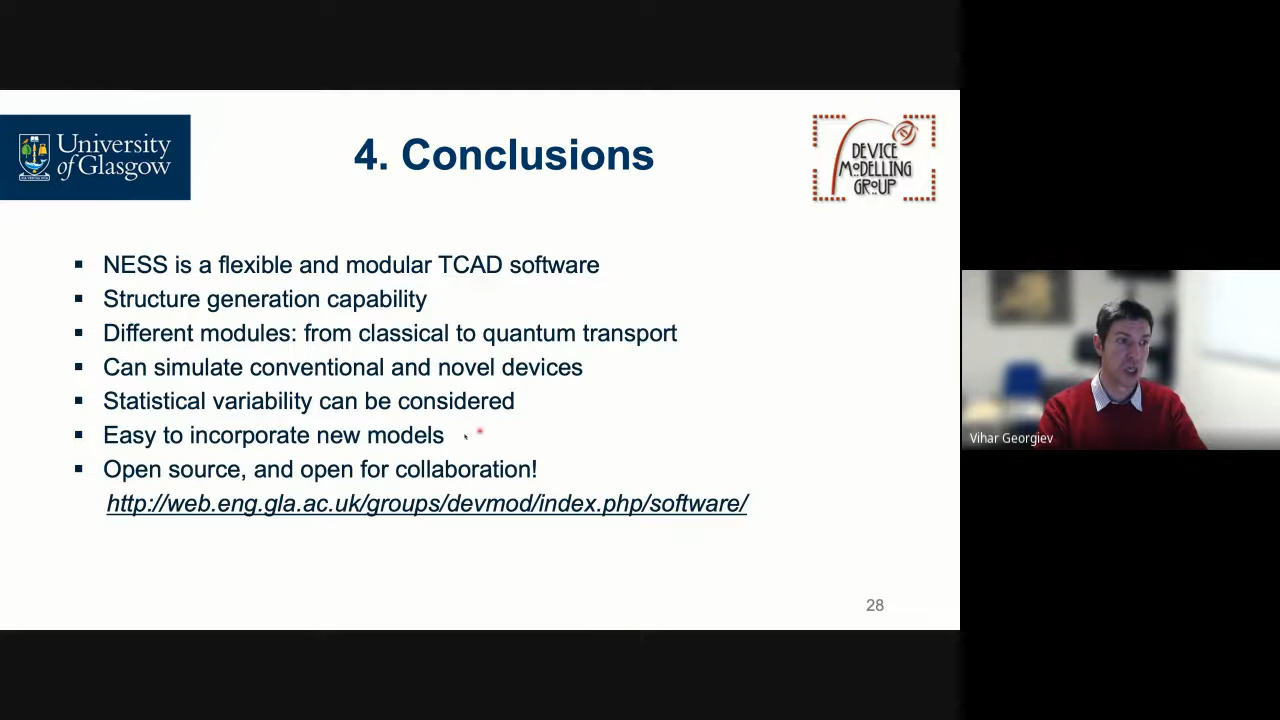 University
of Glasgow
4. Conclusions
DEVICE
MODELLING
GROUP
▪ NESS is a flexible and modular TCAD software
▪ Structure generation capability
▪ Different modules: from classical to quantum transport
▪ Can simulate conventional and novel devices
▪ Statistical variability can be considered
▪ Easy to incorporate new models
▪ Open source, and open for collaboration!
http://web.eng.gla.ac.uk/groups/devmod/index.php/software/
28
Vihar Georgiev